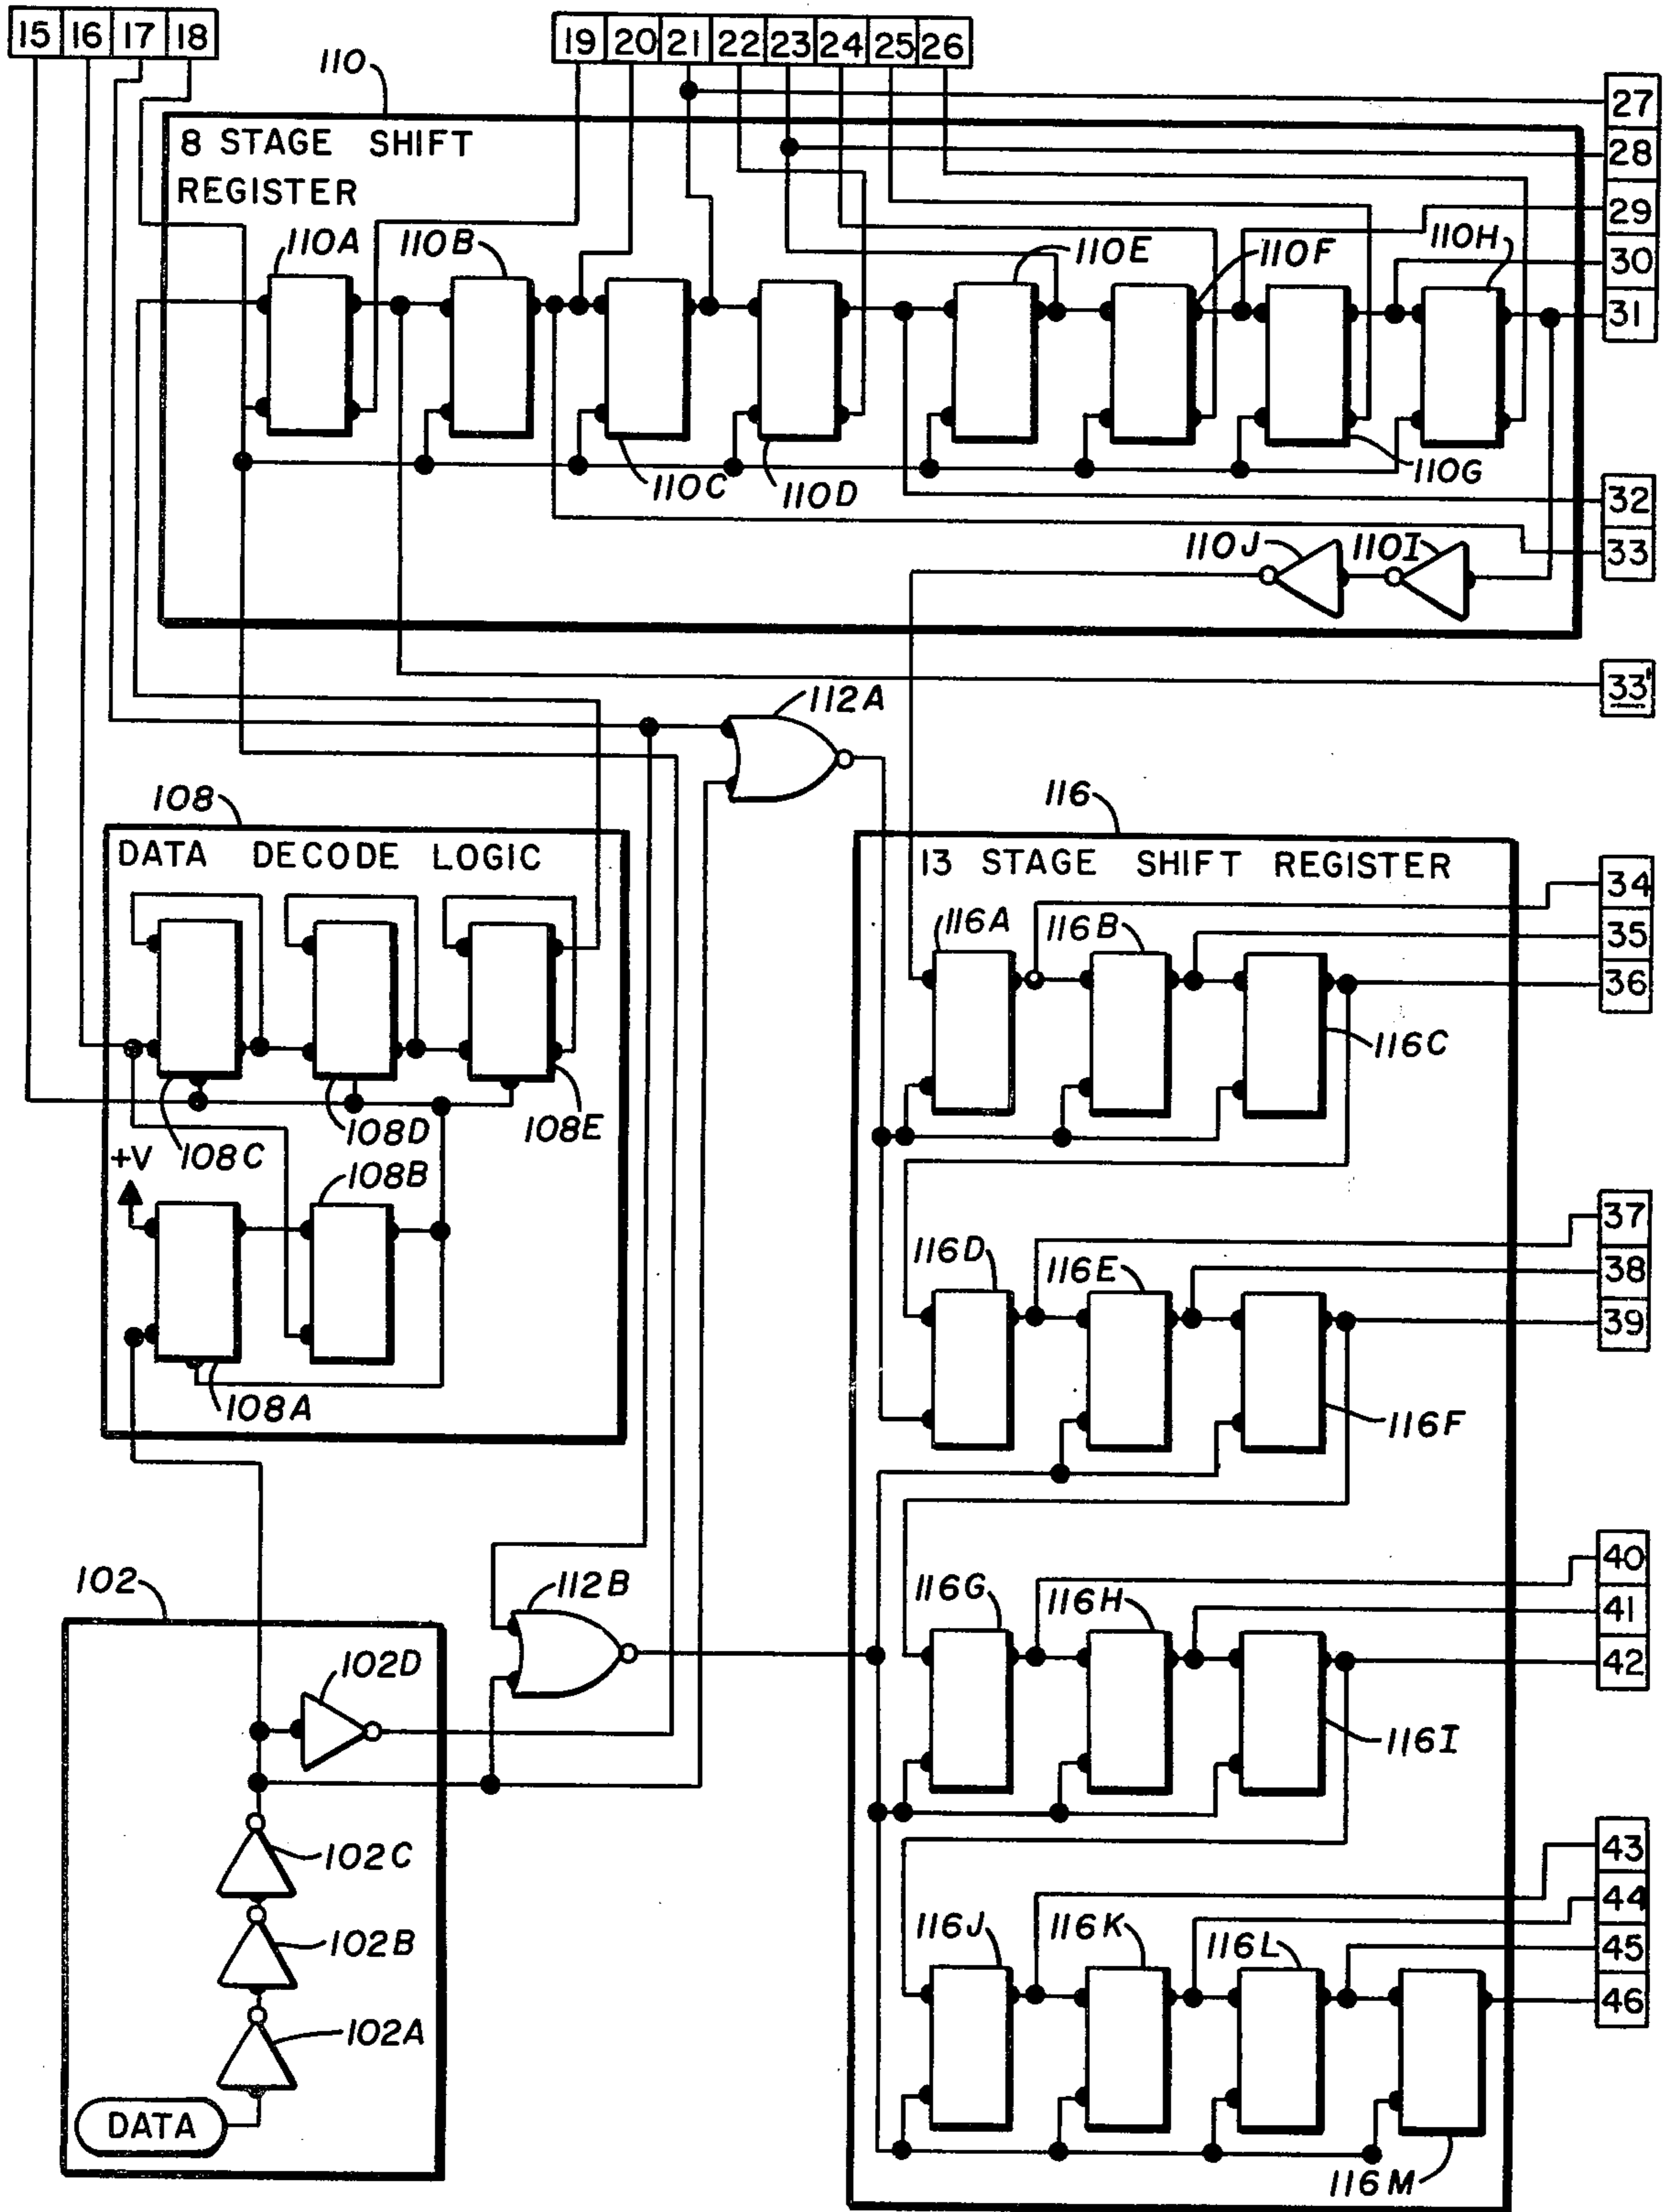 15 16 17 18
19 20 21 22 23 24 25 26
110
27
28
29
30
31
8 STAGE SHIFT
REGISTER
110A
110B
110E
110F
110H
110C
110D
110G
32
33
110J
110I
33'
112A
108
DATA DECODE LOGIC
108C
108D
108E
+V
108B
108A
116
13 STAGE SHIFT REGISTER
34
35
36
116A
116B
116C
37
38
39
116D
116E
116F
102
112B
102D
102C
102B
102A
DATA
40
41
42
116G
116H
116I
43
44
45
46
116J
116K
116L
116M